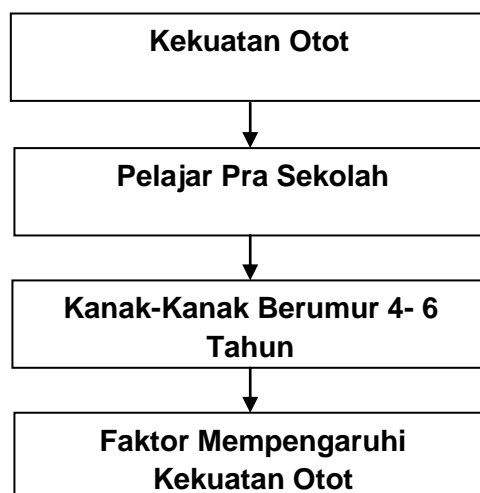 Kekuatan Otot
Pelajar Pra Sekolah
Kanak-Kanak Berumur 4- 6
Tahun
Faktor Mempengaruhi
Kekuatan Otot